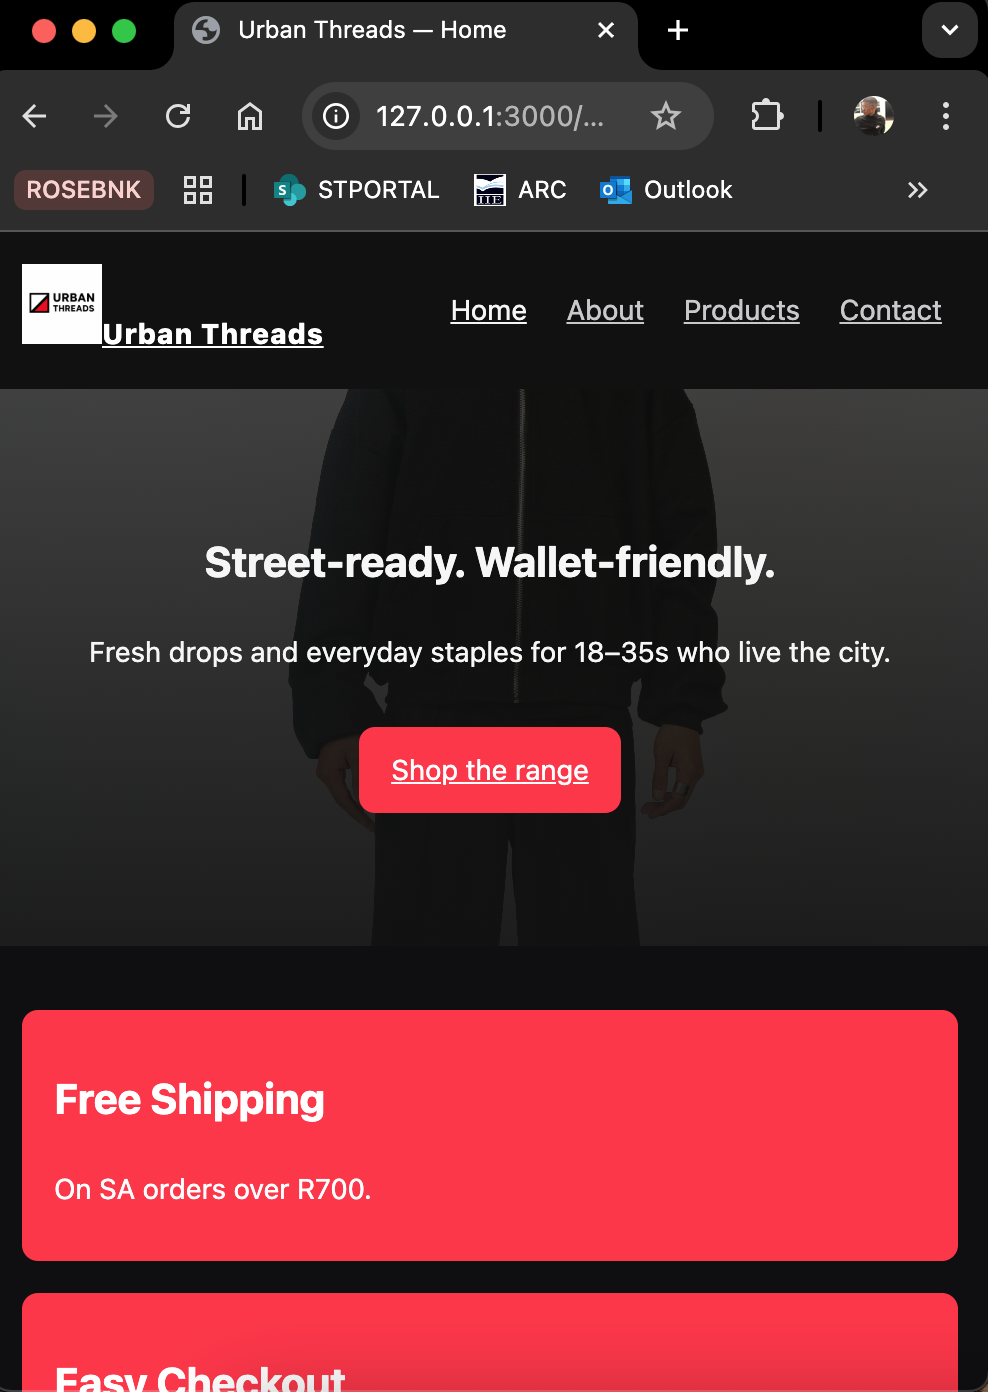 Urban Threads — Home
127.0.0.1:3000/...
ROSEBNK
STPORTAL
ARC
Outlook
URBAN
THREADS
Urban Threads
Home
About
Products
Contact
Street-ready. Wallet-friendly.
Fresh drops and everyday staples for 18–35s who live the city.
Shop the range
Free Shipping
On SA orders over R700.
Easy Checkout